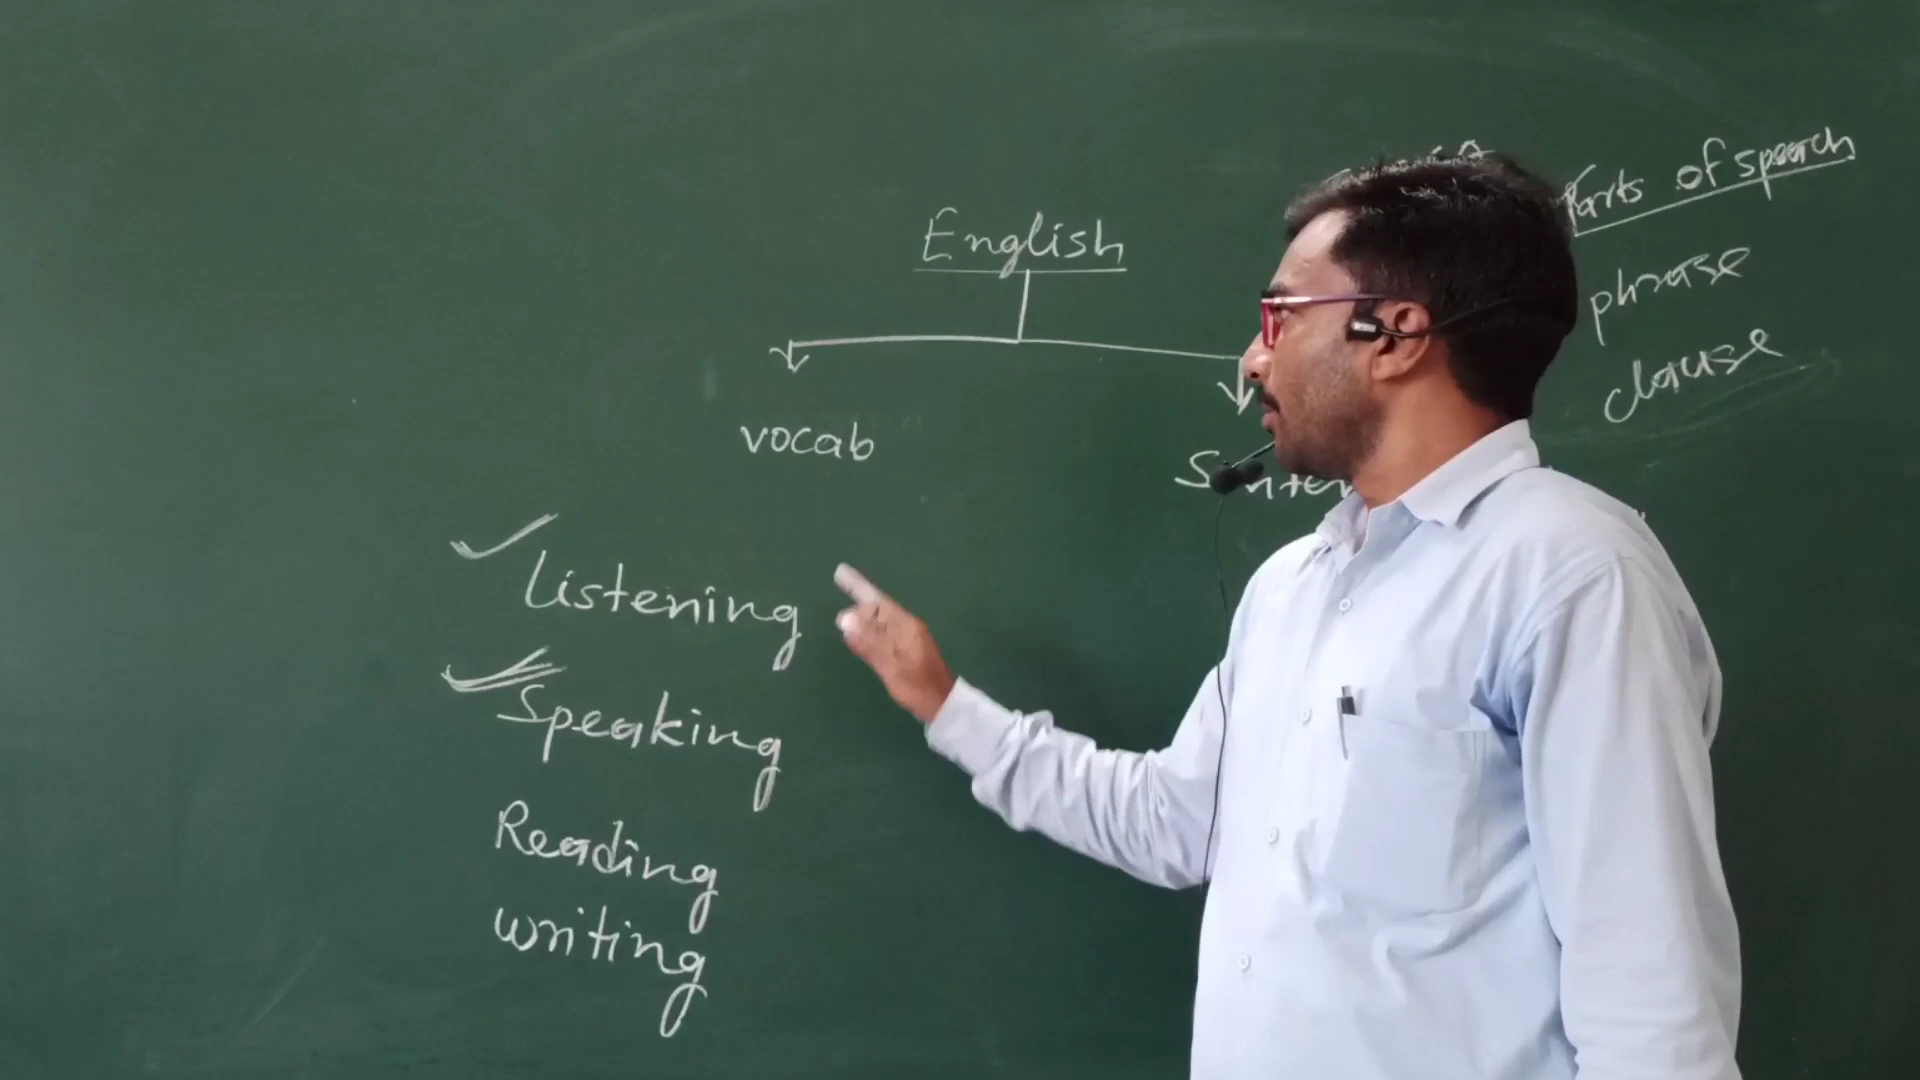 Parts of speech
English
phrase
clause
vocab
Listening
Speaking
Reading
writing